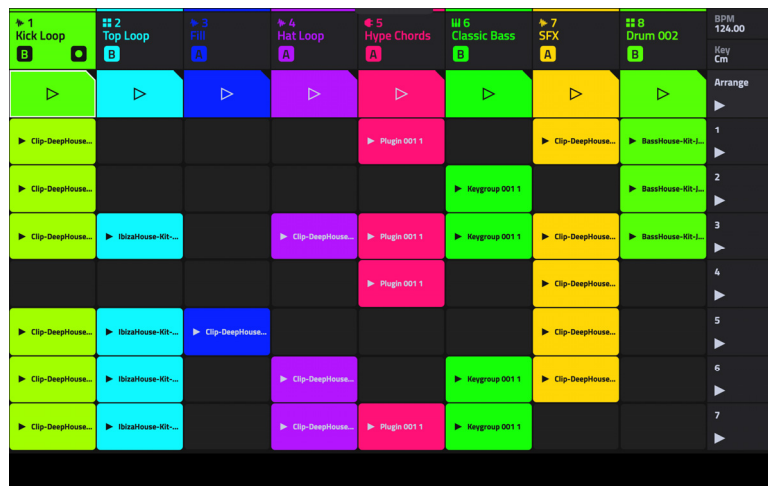 1 2 3 4 5 6 7 8 BPM
Kick Loop Top Loop Fill Hat Loop Hype Chords Classic Bass SFX Drum 002 124.00
B B A A A B A B Key
Cm
Arrange
Clip-DeepHouse... Plugin 001 1 Clip-DeepHouse... BassHouse-Kit-J... 1
Clip-DeepHouse... Keygroup 001 1 BassHouse-Kit-J... 2
Clip-DeepHouse... IbizaHouse-Kit-... Clip-DeepHouse... Plugin 001 1 Keygroup 001 1 Clip-DeepHouse... BassHouse-Kit-J... 3
Plugin 001 1 Clip-DeepHouse... 4
Clip-DeepHouse... IbizaHouse-Kit-... Clip-DeepHouse... Clip-DeepHouse... 5
Clip-DeepHouse... IbizaHouse-Kit-... Clip-DeepHouse... Keygroup 001 1 Clip-DeepHouse... 6
Clip-DeepHouse... IbizaHouse-Kit-... Clip-DeepHouse... Plugin 001 1 Keygroup 001 1 7